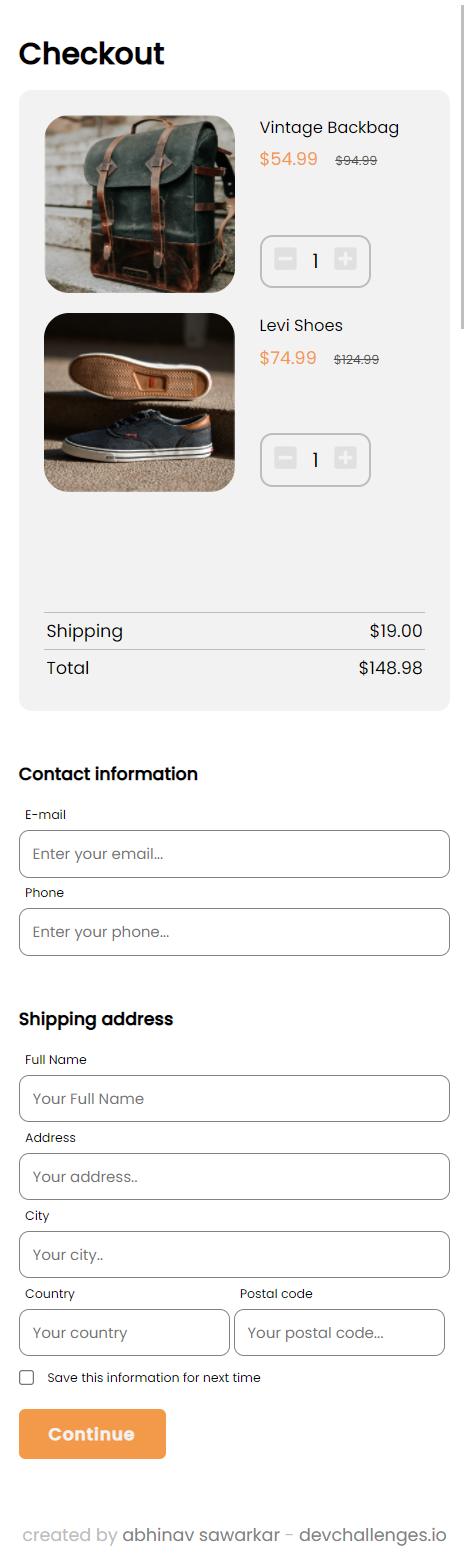 Checkout
Vintage Backbag
$54.99 $94.99
1
Levi Shoes
$74.99 $124.99
1
Shipping $19.00
Total $148.98
Contact information
E-mail
Enter your email...
Phone
Enter your phone...
Shipping address
Full Name
Your Full Name
Address
Your address..
City
Your city..
Country Postal code
Your country Your postal code...
Save this information for next time
Continue
created by abhinav sawarkar - devchallenges.io